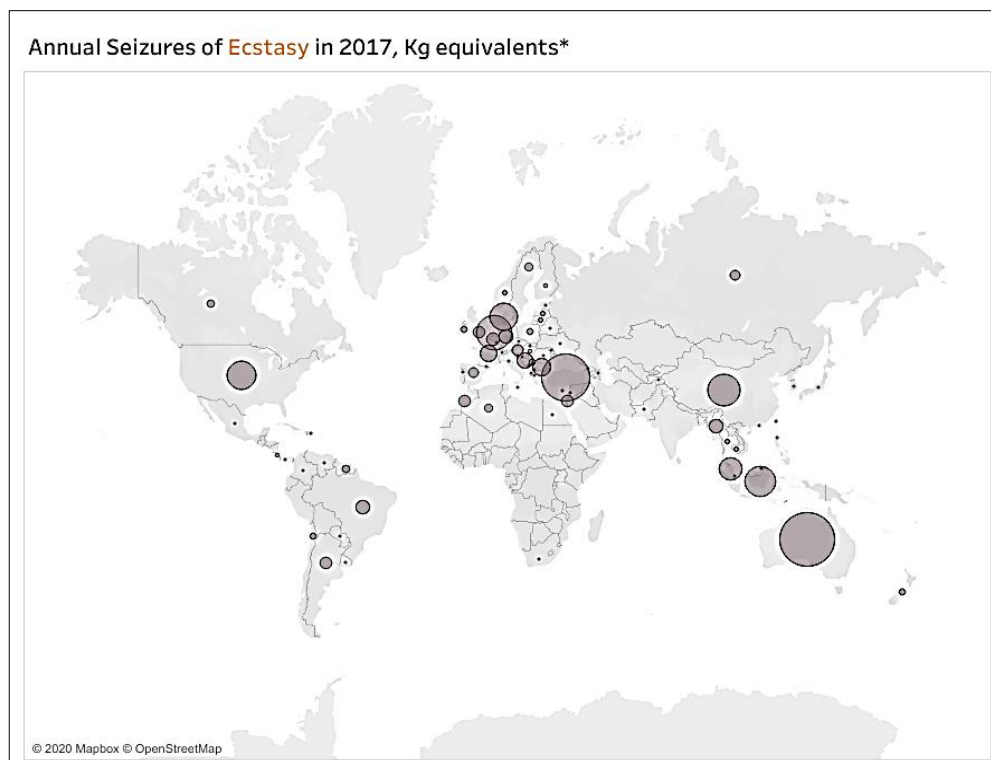 Annual Seizures of Ecstasy in 2017, Kg equivalents*
© 2020 Mapbox © OpenStreetMap